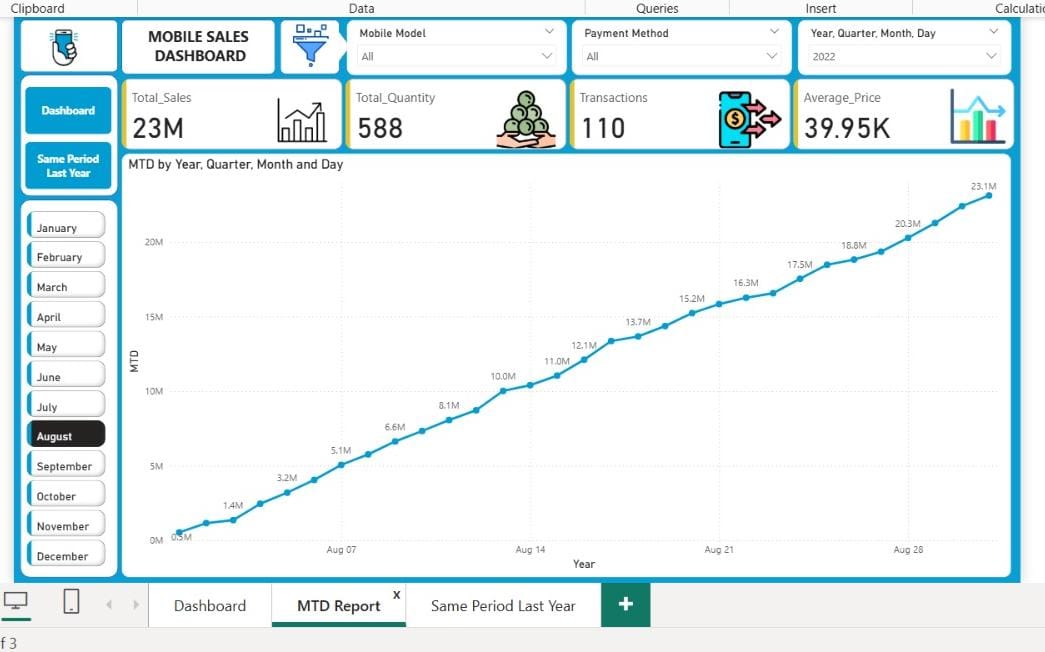 Clipboard
Data
Queries
Insert
Calculati
MOBILE SALES
DASHBOARD
Mobile Model
All
Payment Method
All
Year, Quarter, Month, Day
2022
Dashboard
Same Period
Last Year
Total_Sales
23M
Total_Quantity
588
Transactions
110
Average_Price
39.95K
MTD by Year, Quarter, Month and Day
January
February
March
April
May
June
July
August
September
October
November
December
MTD
20M
15M
10M
5M
0M
0.5M
1.4M
3.2M
5.1M
6.6M
8.1M
10.0M
11.0M
12.1M
13.7M
15.2M
16.3M
17.5M
18.8M
20.3M
23.1M
Aug 07
Aug 14
Aug 21
Aug 28
Year
Dashboard
MTD Report
x
Same Period Last Year
+
f 3